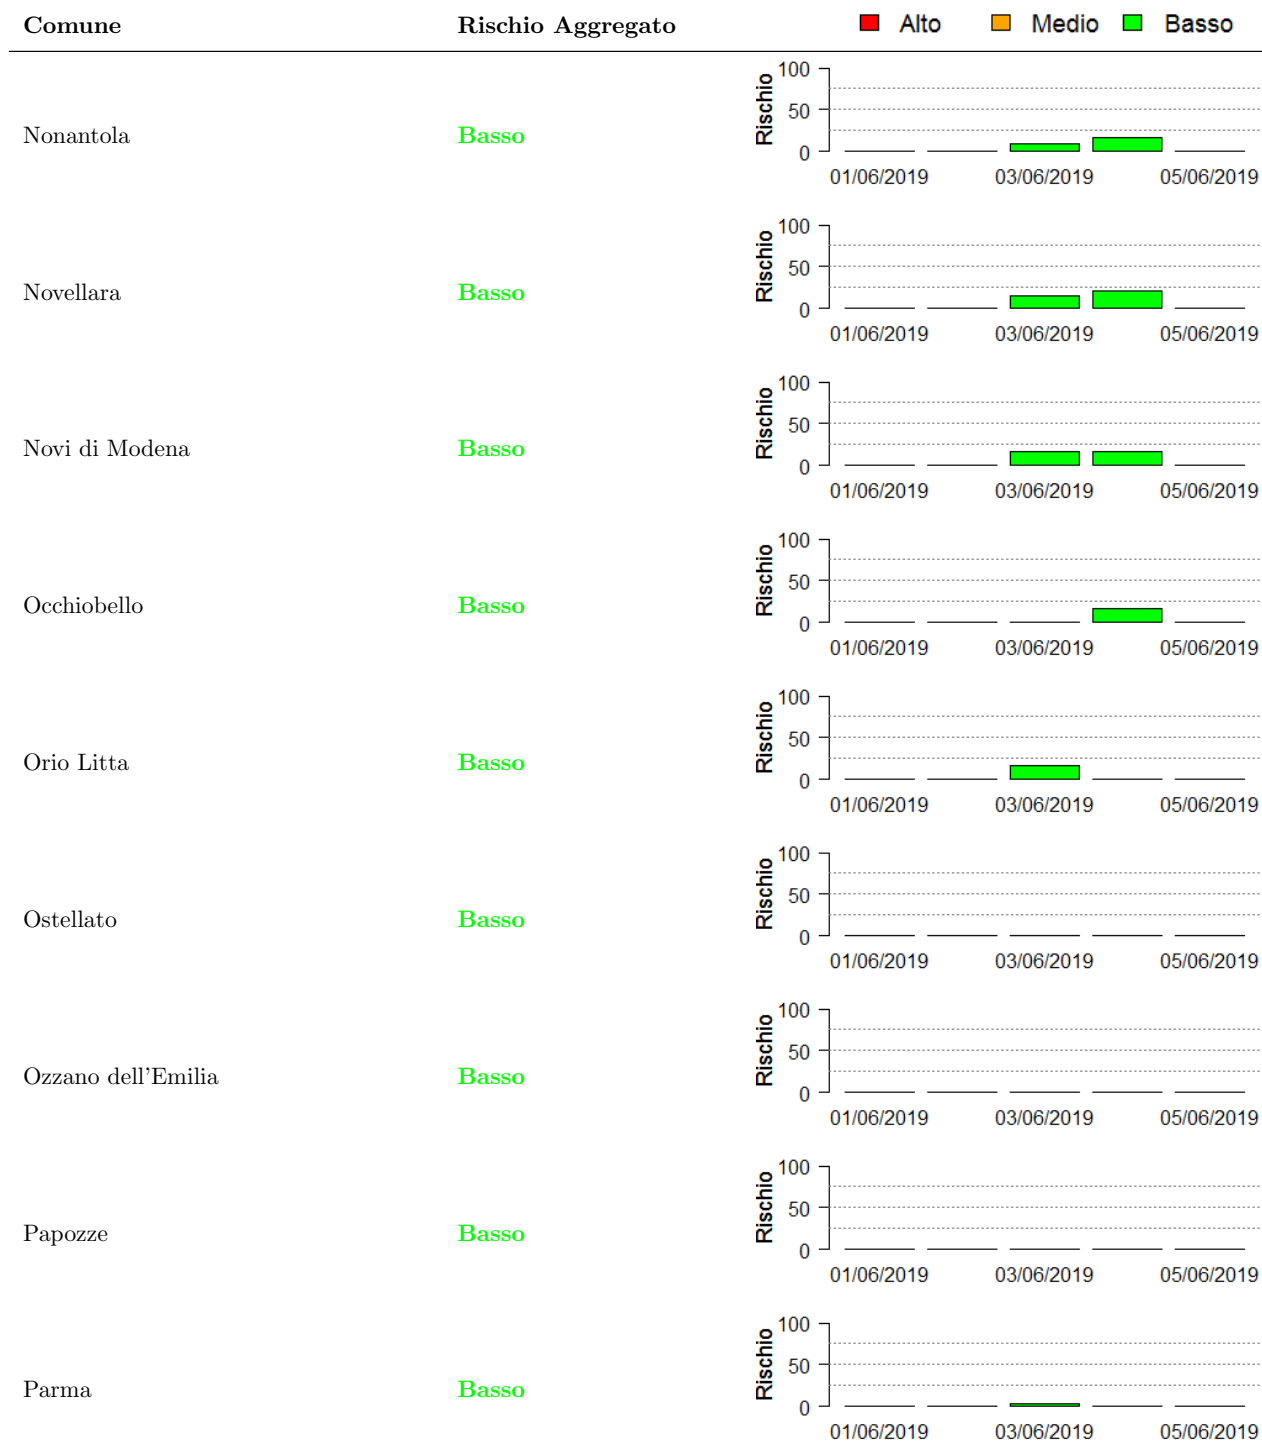 Comune Rischio Aggregato Alto Medio Basso
100
50
0
Rischio
Nonantola Basso
01/06/2019 03/06/2019 05/06/2019
100
50
0
Rischio
Novellara Basso
01/06/2019 03/06/2019 05/06/2019
100
50
0
Rischio
Novi di Modena Basso
01/06/2019 03/06/2019 05/06/2019
100
50
0
Rischio
Occhiobello Basso
01/06/2019 03/06/2019 05/06/2019
100
50
0
Rischio
Orio Litta Basso
01/06/2019 03/06/2019 05/06/2019
100
50
0
Rischio
Ostellato Basso
01/06/2019 03/06/2019 05/06/2019
100
50
0
Rischio
Ozzano dell'Emilia Basso
01/06/2019 03/06/2019 05/06/2019
100
50
0
Rischio
Papozze Basso
01/06/2019 03/06/2019 05/06/2019
100
50
0
Rischio
Parma Basso
01/06/2019 03/06/2019 05/06/2019